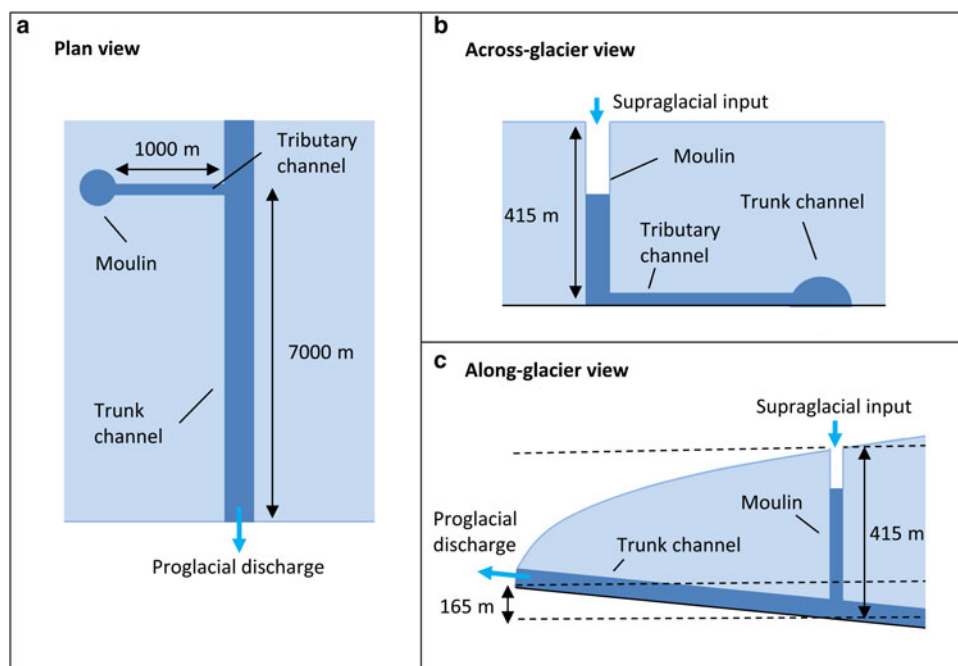 a
Plan view
1000 m
Tributary
channel
Moulin
7000 m
Trunk
channel
Proglacial discharge
b
Across-glacier view
Supraglacial input
Moulin
415 m
Trunk channel
Tributary
channel
c
Along-glacier view
Supraglacial input
Moulin
415 m
Proglacial
discharge
Trunk channel
165 m